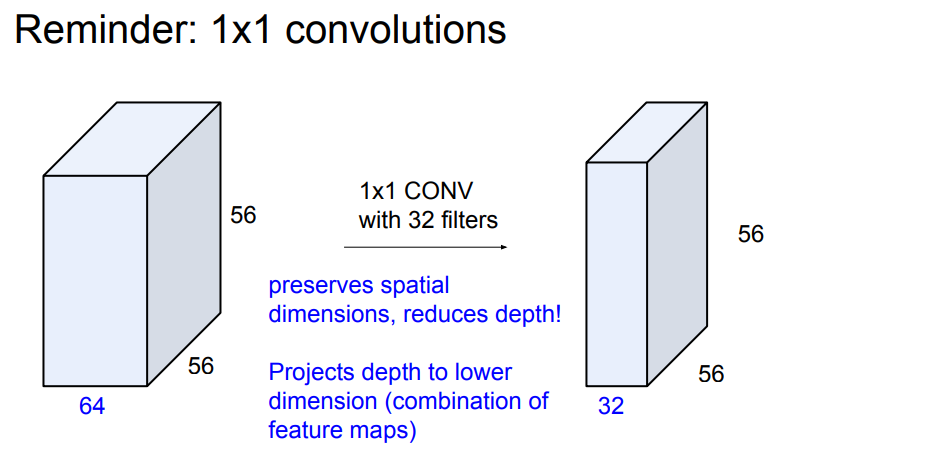 Reminder: 1x1 convolutions
56
56
64
1x1 CONV
with 32 filters
preserves spatial
dimensions, reduces depth!
Projects depth to lower
dimension (combination of
feature maps)
56
56
32